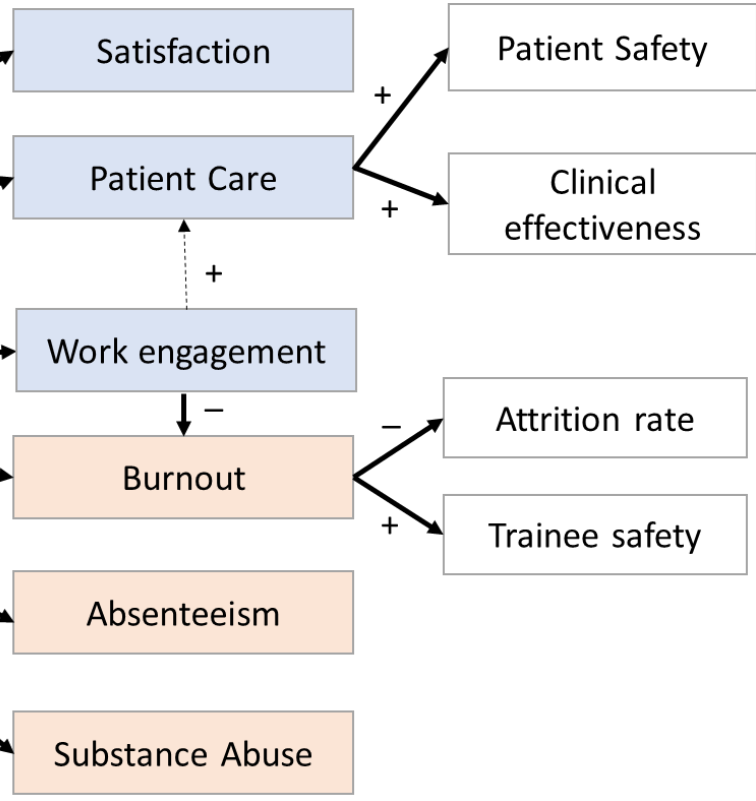 Satisfaction
Patient Safety
+
Patient Care
+
Clinical
effectiveness
+
Work engagement
–
Attrition rate
–
Burnout
+
Trainee safety
Absenteeism
Substance Abuse